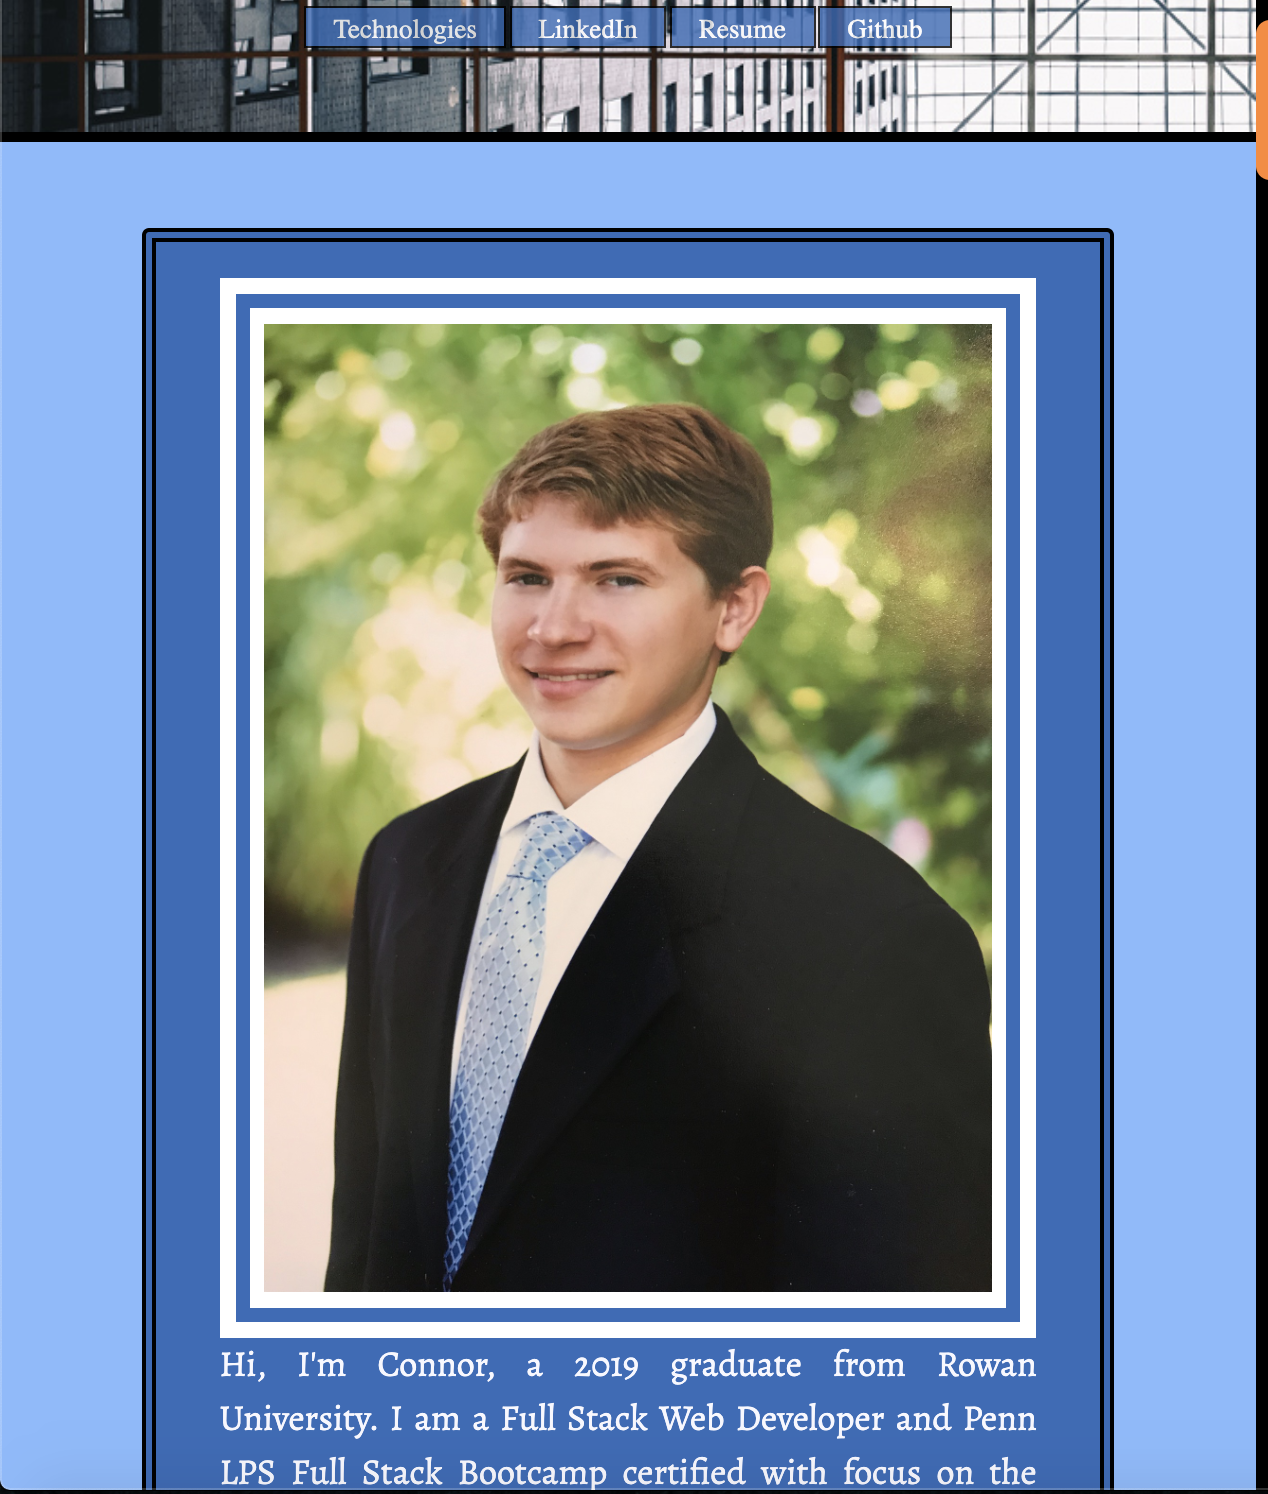 Technologies LinkedIn Resume Github
Hi, I'm Connor, a 2019 graduate from Rowan
University. I am a Full Stack Web Developer and Penn
LPS Full Stack Bootcamp certified with focus on the